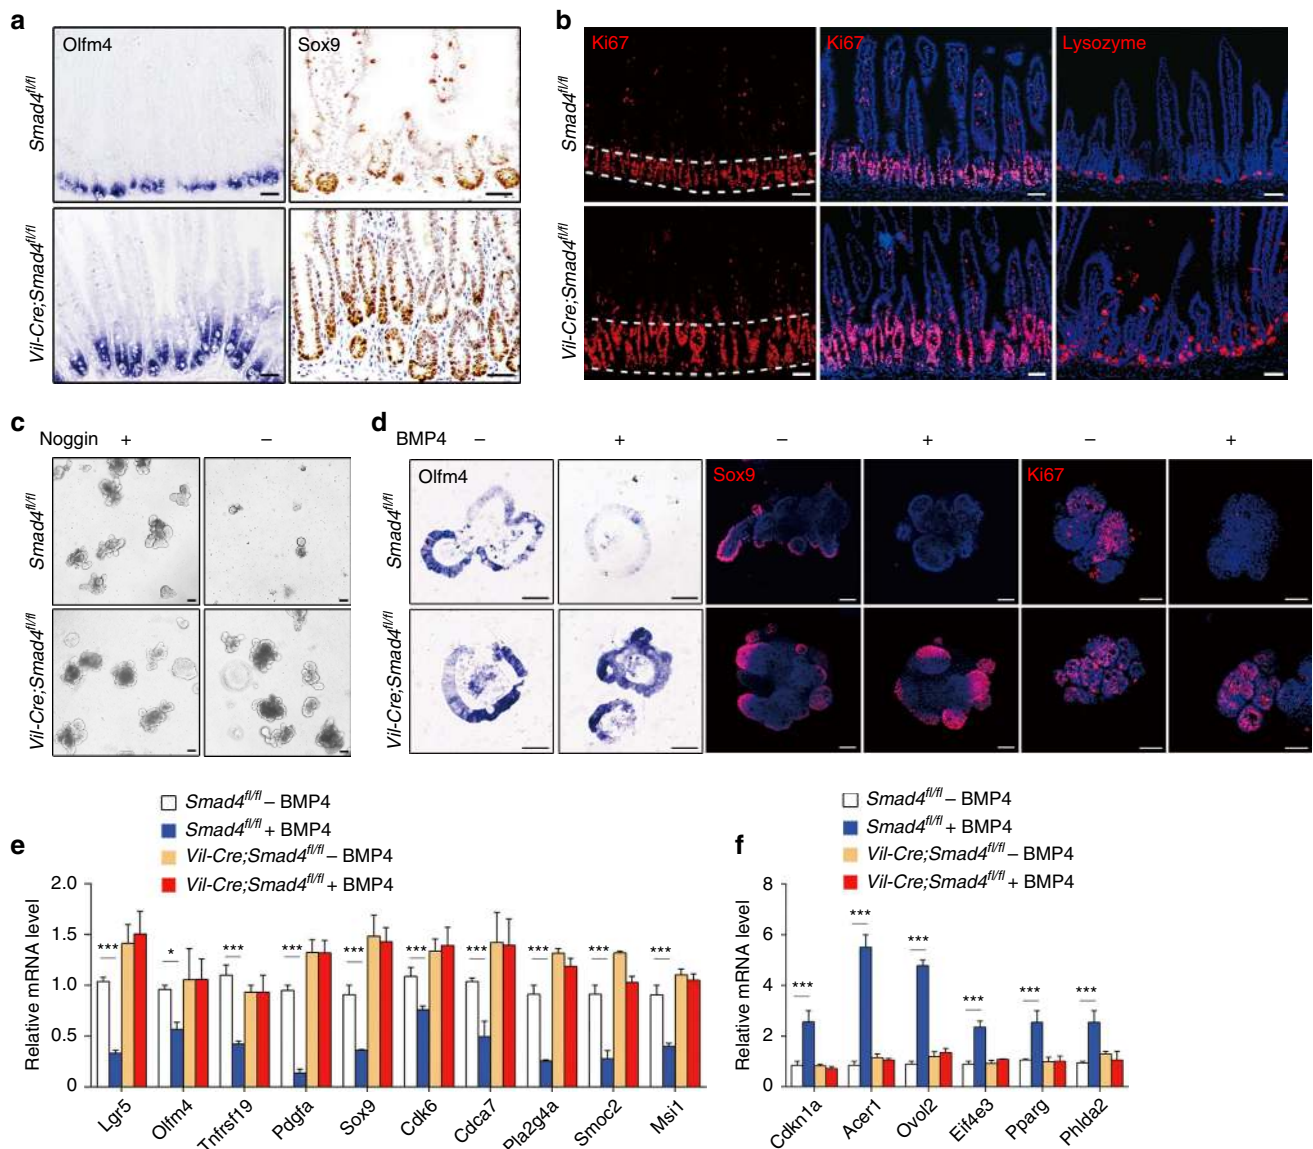 a
Olfm4
Sox9
Smad4fl/fl
Vil-Cre;Smad4fl/fl
b
Ki67
Ki67
Lysozyme
Smad4fl/fl
Vil-Cre;Smad4fl/fl
c
Noggin + –
Smad4fl/fl
Vil-Cre;Smad4fl/fl
d
BMP4 – + – + – +
Olfm4
Sox9
Ki67
Smad4fl/fl
Vil-Cre;Smad4fl/fl
e
Smad4fl/fl – BMP4
Smad4fl/fl + BMP4
Vil-Cre;Smad4fl/fl – BMP4
Vil-Cre;Smad4fl/fl + BMP4
Relative mRNA level
2.0
1.5
1.0
0.5
0
*** * *** *** *** *** *** *** *** ***
Lgr5
Olfm4
Tnfrsf19
Pdgfa
Sox9
Cdk6
Cdca7
Pla2g4a
Smoc2
Msi1
f
Smad4fl/fl – BMP4
Smad4fl/fl + BMP4
Vil-Cre;Smad4fl/fl – BMP4
Vil-Cre;Smad4fl/fl + BMP4
Relative mRNA level
8
6
4
2
0
*** *** *** *** *** ***
Cdkn1a
Acer1
Ovol2
Eif4e3
Pparg
Phlda2